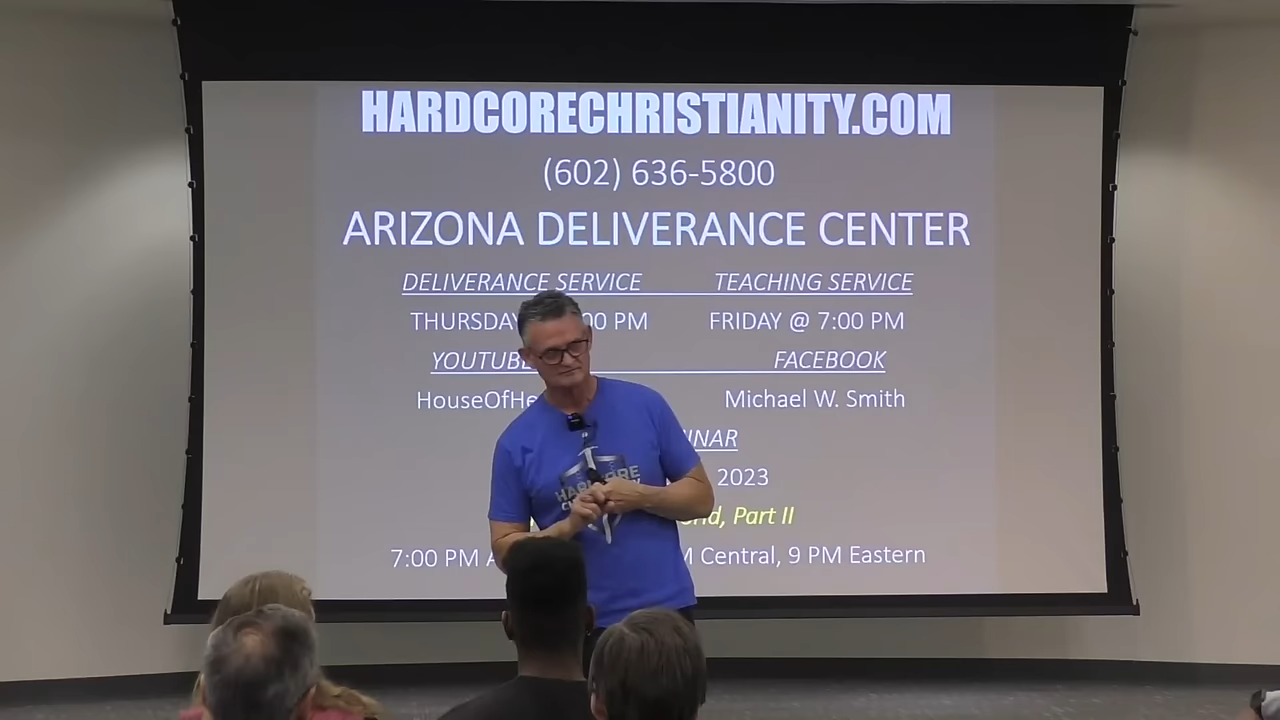 HARDCORECHRISTIANITY.COM
(602) 636-5800
ARIZONA DELIVERANCE CENTER
DELIVERANCE SERVICE TEACHING SERVICE
THURSDAY 00 PM FRIDAY @ 7:00 PM
YOUTUBE FACEBOOK
HouseOfHe Michael W. Smith
INAR
2023
Part II
7:00 PM A M Central, 9 PM Eastern
HARDCORE